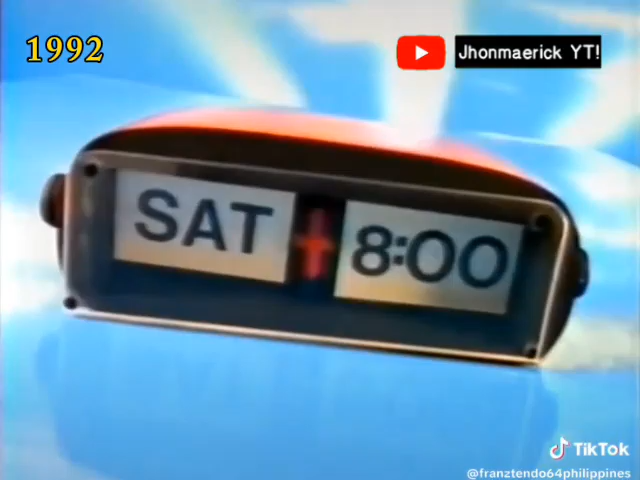 1992
Jhonmaerick YT!
SAT
8:00
TikTok
@franztendo64philippines